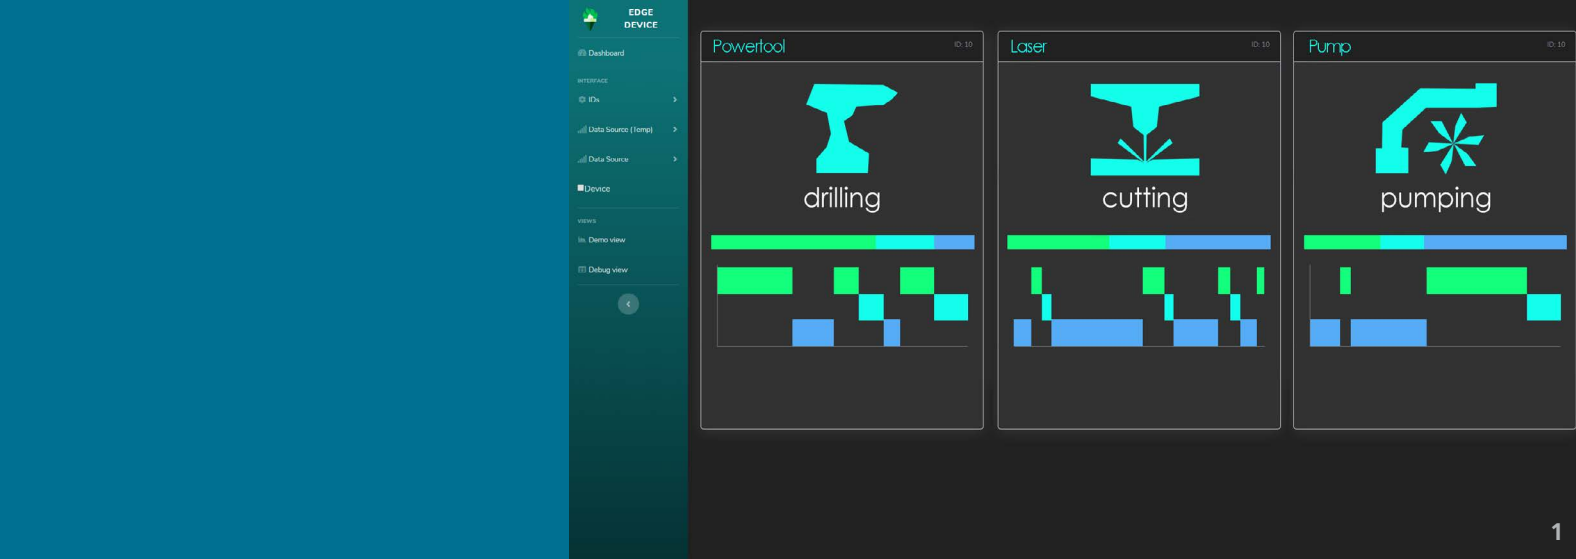 EDGE
DEVICE
Dashboard
INTERFACE
IDs
Data Source (Temp)
Data Source
Device
VIEWS
Demo view
Debug view
Powertool
ID: 10
drilling
Laser
ID: 10
cutting
Pump
ID: 10
pumping
1